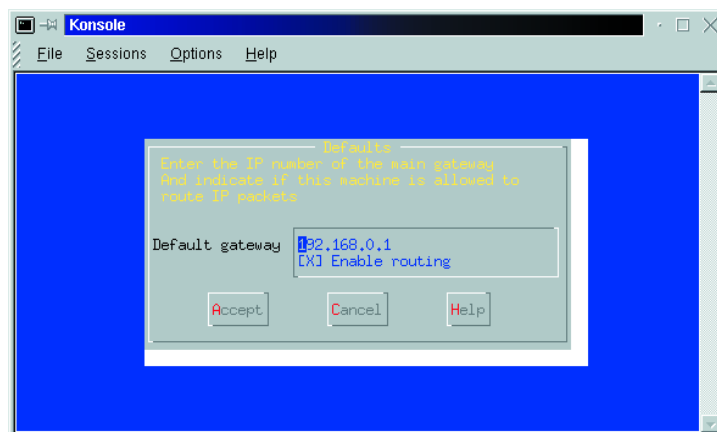 Konsole
File Sessions Options Help
Defaults
Enter the IP number of the main gateway
And indicate if this machine is allowed to
route IP packets
Default gateway 192.168.0.1
[X] Enable routing
Accept Cancel Help